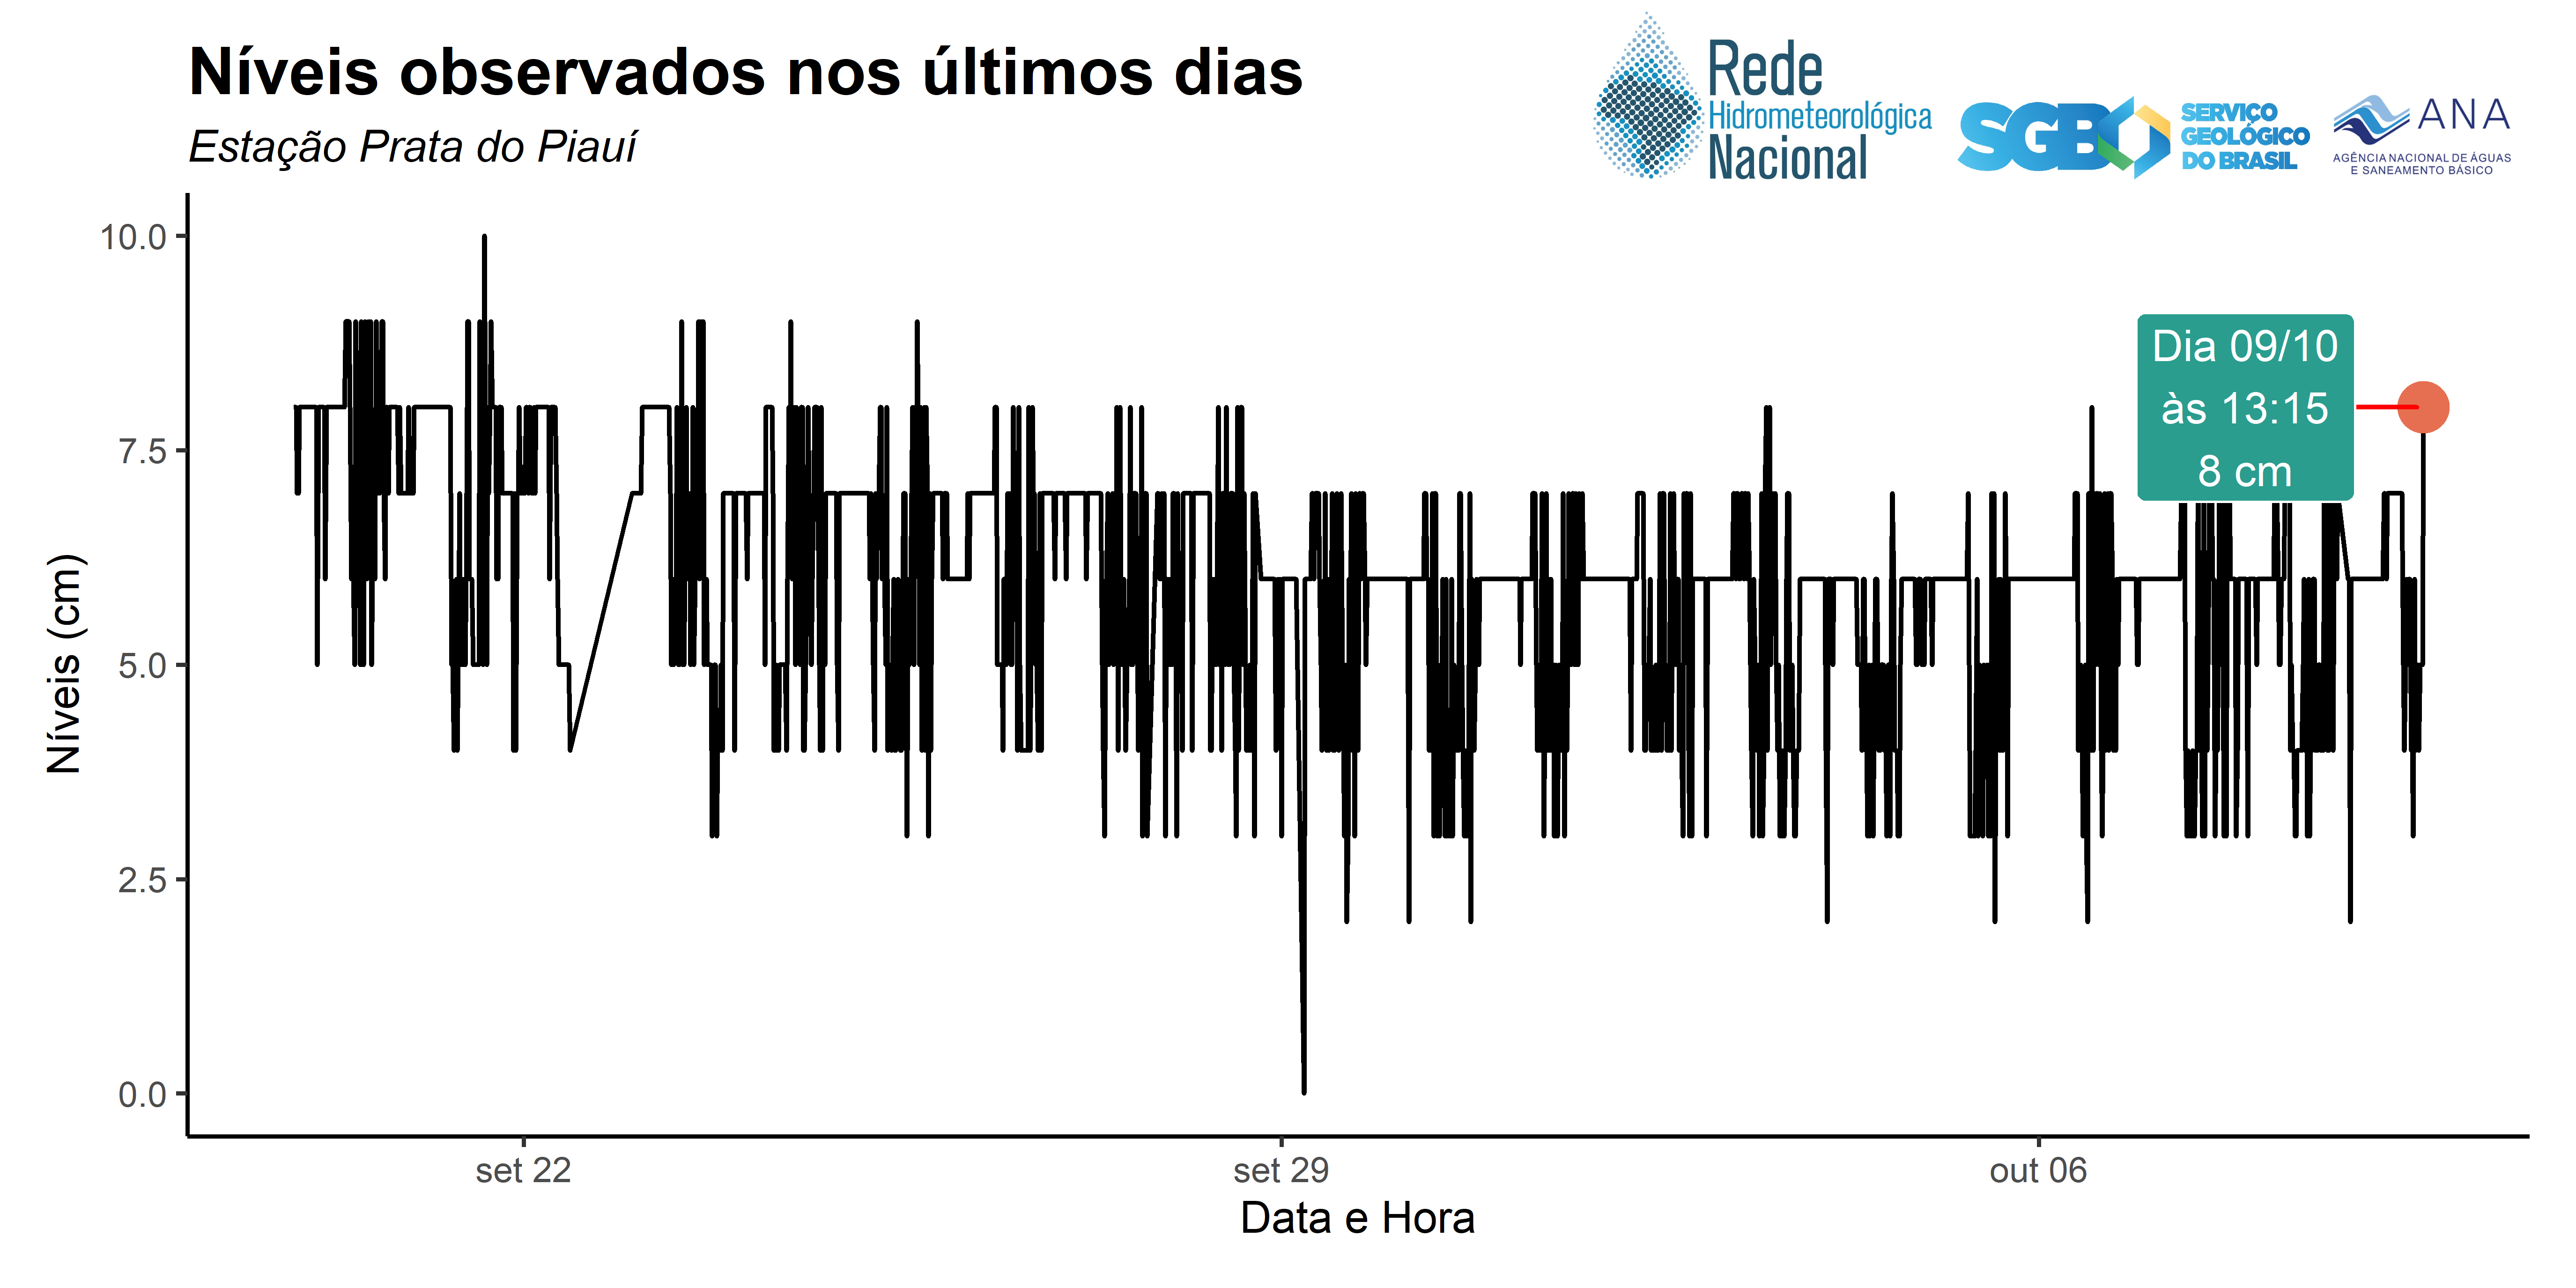 Níveis observados nos últimos dias
Estação Prata do Piauí
Rede
Hidrometeorológica
Nacional
SGB
SERVIÇO
GEOLÓGICO
DO BRASIL
ANA
AGÊNCIA NACIONAL DE ÁGUAS
E SANEAMENTO BÁSICO
10.0
7.5
5.0
2.5
0.0
Níveis (cm)
Dia 09/10
às 13:15
8 cm
set 22
set 29
out 06
Data e Hora